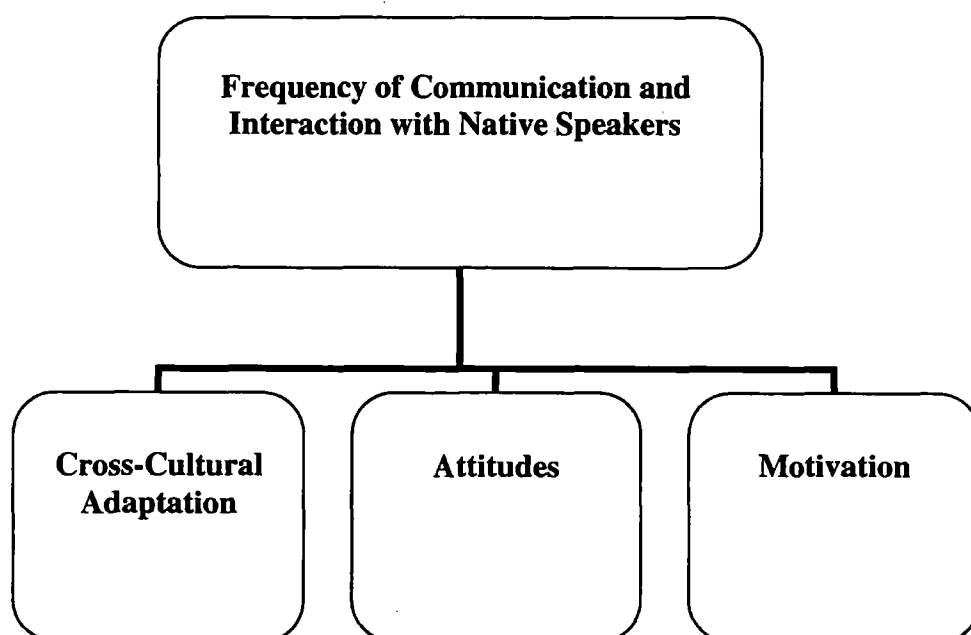 Frequency of Communication and
Interaction with Native Speakers
Cross-Cultural
Adaptation
Attitudes
Motivation